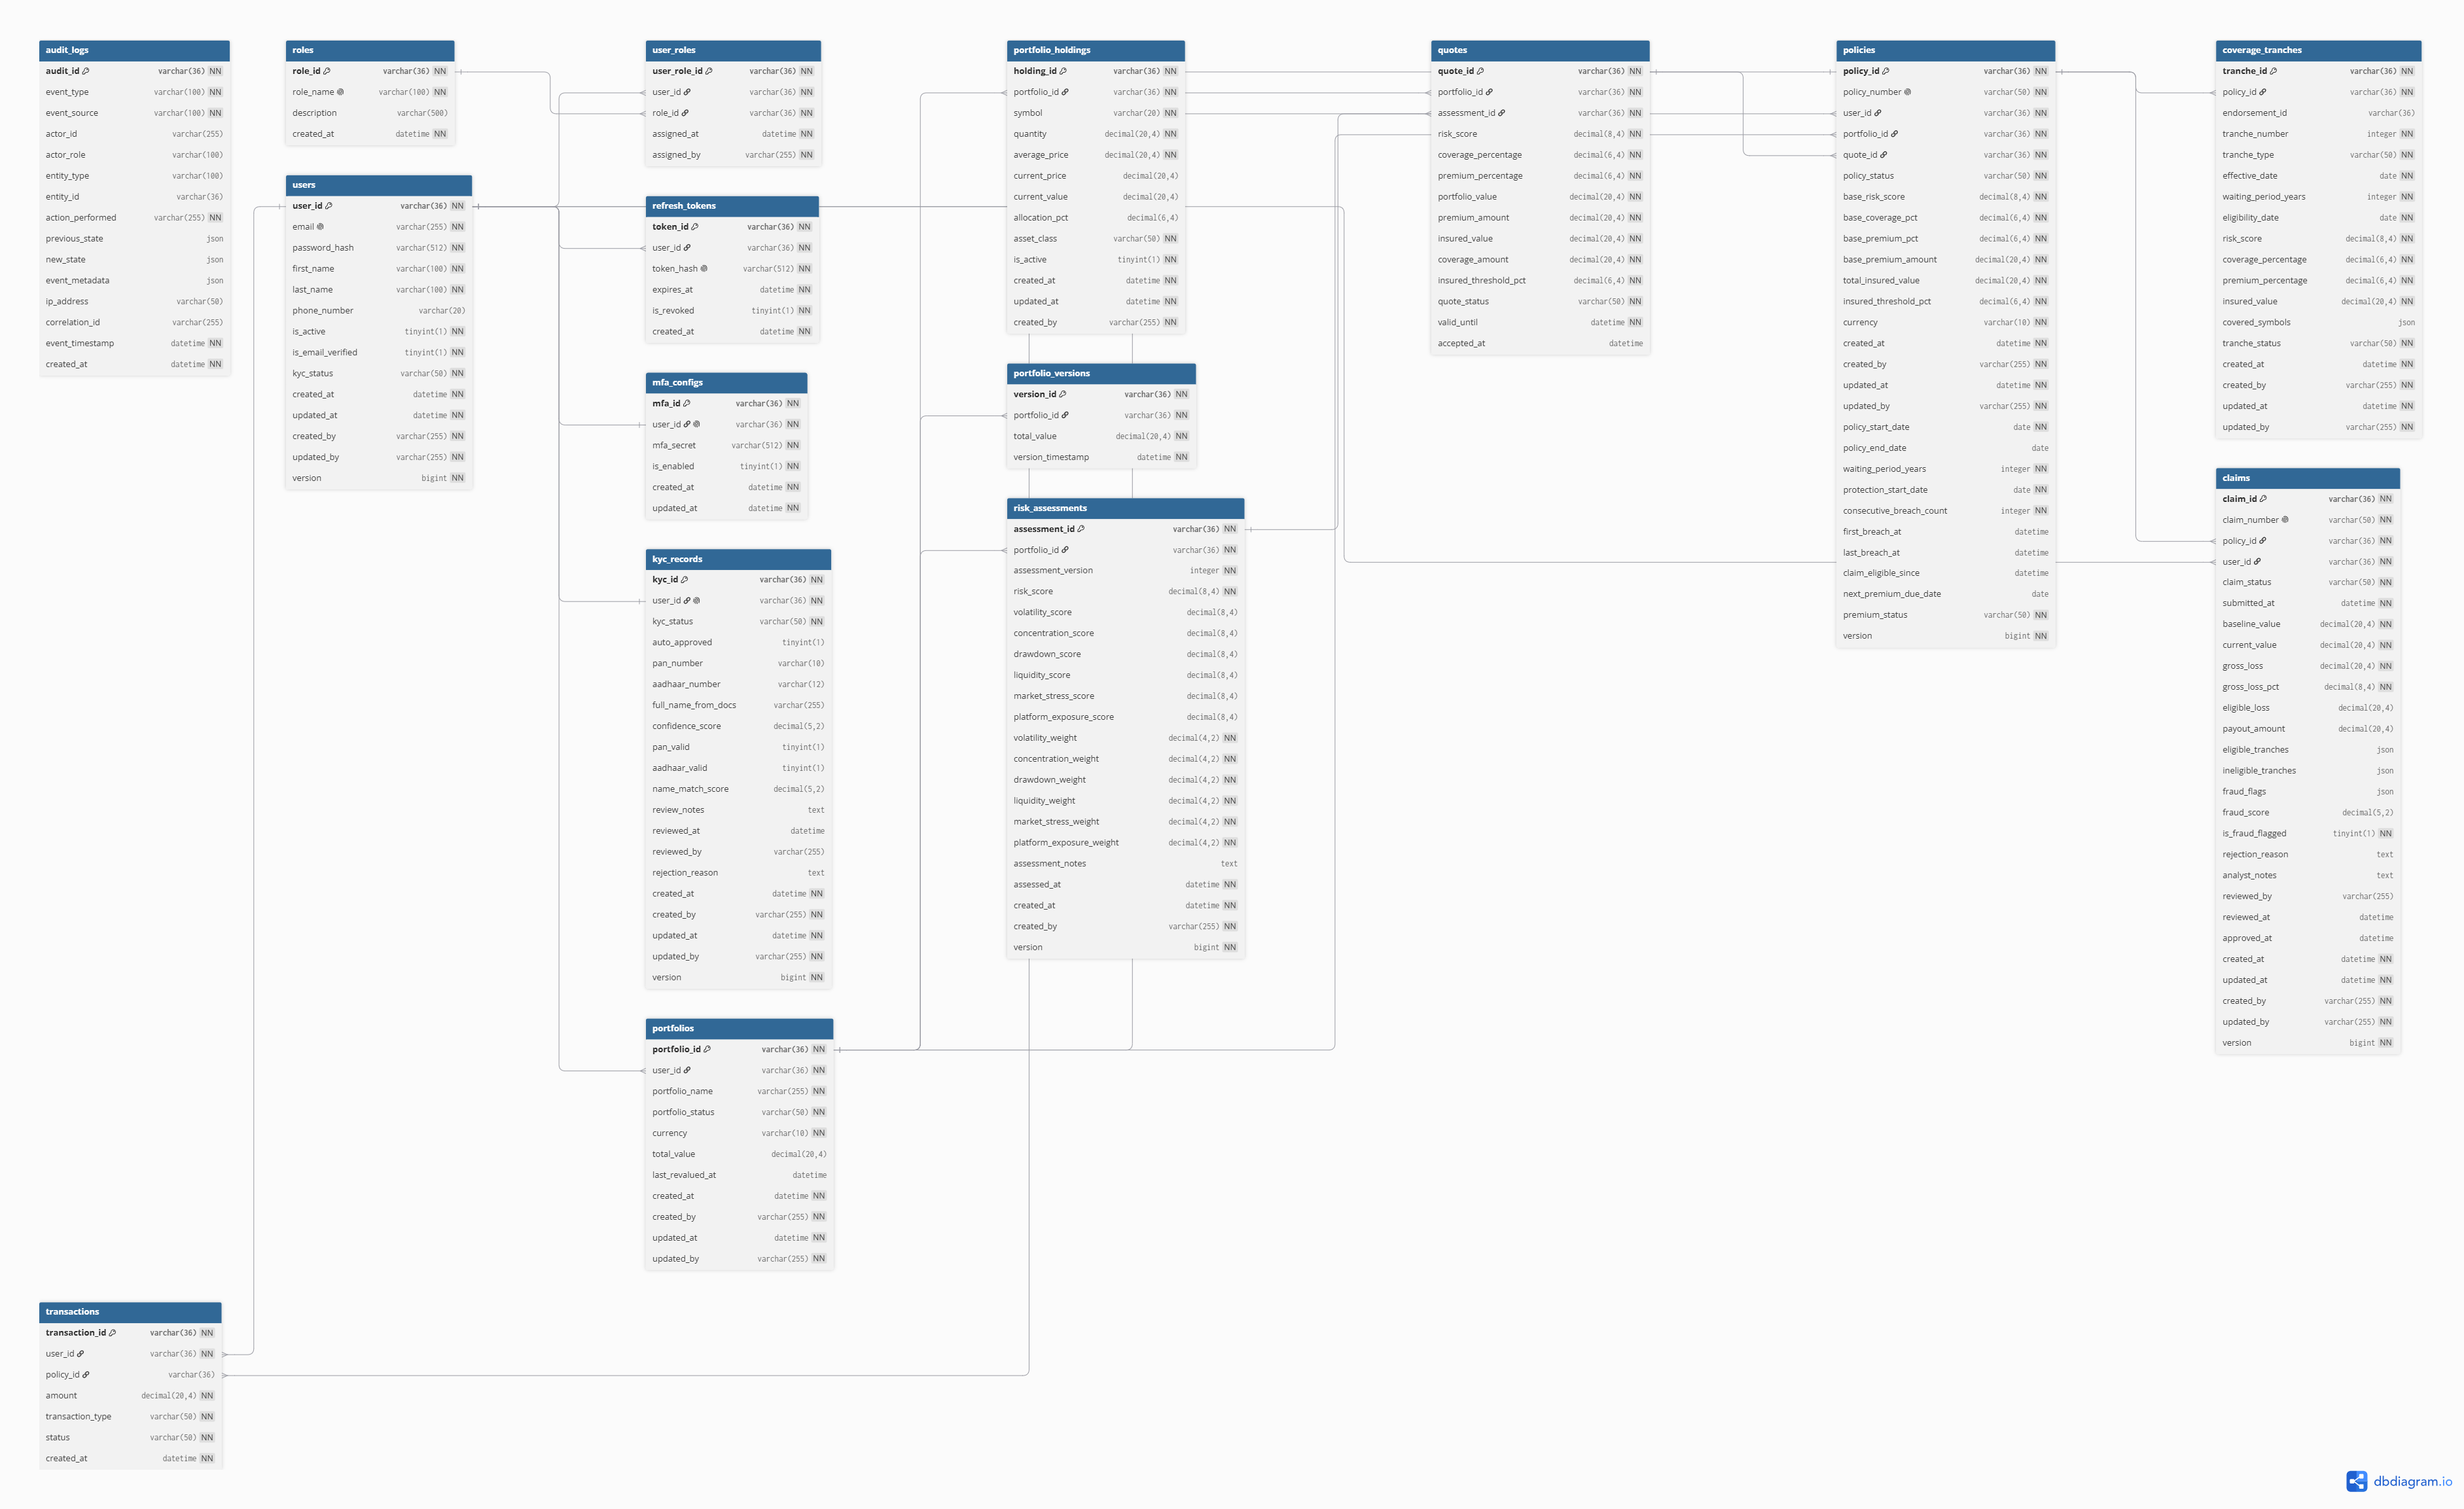 audit_logs
audit_id varchar(36) NN
event_type varchar(100) NN
event_source varchar(100) NN
actor_id varchar(255)
actor_role varchar(100)
entity_type varchar(100)
entity_id varchar(36)
action_performed varchar(255) NN
previous_state json
new_state json
event_metadata json
ip_address varchar(50)
correlation_id varchar(255)
event_timestamp datetime NN
created_at datetime NN
roles
role_id varchar(36) NN
role_name varchar(100) NN
description varchar(500)
created_at datetime NN
users
user_id varchar(36) NN
email varchar(255) NN
password_hash varchar(512) NN
first_name varchar(100) NN
last_name varchar(100) NN
phone_number varchar(20)
is_active tinyint(1) NN
is_email_verified tinyint(1) NN
kyc_status varchar(50) NN
created_at datetime NN
updated_at datetime NN
created_by varchar(255) NN
updated_by varchar(255) NN
version bigint NN
user_roles
user_role_id varchar(36) NN
user_id varchar(36) NN
role_id varchar(36) NN
assigned_at datetime NN
assigned_by varchar(255) NN
refresh_tokens
token_id varchar(36) NN
user_id varchar(36) NN
token_hash varchar(512) NN
expires_at datetime NN
is_revoked tinyint(1) NN
created_at datetime NN
mfa_configs
mfa_id varchar(36) NN
user_id varchar(36) NN
mfa_secret varchar(512) NN
is_enabled tinyint(1) NN
created_at datetime NN
updated_at datetime NN
kyc_records
kyc_id varchar(36) NN
user_id varchar(36) NN
kyc_status varchar(50) NN
auto_approved tinyint(1)
pan_number varchar(10)
aadhaar_number varchar(12)
full_name_from_docs varchar(255)
confidence_score decimal(5,2)
pan_valid tinyint(1)
aadhaar_valid tinyint(1)
name_match_score decimal(5,2)
review_notes text
reviewed_at datetime
reviewed_by varchar(255)
rejection_reason text
created_at datetime NN
created_by varchar(255) NN
updated_at datetime NN
updated_by varchar(255) NN
version bigint NN
portfolios
portfolio_id varchar(36) NN
user_id varchar(36) NN
portfolio_name varchar(255) NN
portfolio_status varchar(50) NN
currency varchar(10) NN
total_value decimal(20,4)
last_revalued_at datetime
created_at datetime NN
created_by varchar(255) NN
updated_at datetime NN
updated_by varchar(255) NN
portfolio_holdings
holding_id varchar(36) NN
portfolio_id varchar(36) NN
symbol varchar(20) NN
quantity decimal(20,4) NN
average_price decimal(20,4) NN
current_price decimal(20,4)
current_value decimal(20,4)
allocation_pct decimal(6,4)
asset_class varchar(50) NN
is_active tinyint(1) NN
created_at datetime NN
updated_at datetime NN
created_by varchar(255) NN
portfolio_versions
version_id varchar(36) NN
portfolio_id varchar(36) NN
total_value decimal(20,4) NN
version_timestamp datetime NN
risk_assessments
assessment_id varchar(36) NN
portfolio_id varchar(36) NN
assessment_version integer NN
risk_score decimal(8,4) NN
volatility_score decimal(8,4)
concentration_score decimal(8,4)
drawdown_score decimal(8,4)
liquidity_score decimal(8,4)
market_stress_score decimal(8,4)
platform_exposure_score decimal(8,4)
volatility_weight decimal(4,2) NN
concentration_weight decimal(4,2) NN
drawdown_weight decimal(4,2) NN
liquidity_weight decimal(4,2) NN
market_stress_weight decimal(4,2) NN
platform_exposure_weight decimal(4,2) NN
assessment_notes text
assessed_at datetime NN
created_at datetime NN
created_by varchar(255) NN
version bigint NN
quotes
quote_id varchar(36) NN
portfolio_id varchar(36) NN
assessment_id varchar(36) NN
risk_score decimal(8,4) NN
coverage_percentage decimal(6,4) NN
premium_percentage decimal(6,4) NN
portfolio_value decimal(20,4) NN
premium_amount decimal(20,4) NN
insured_value decimal(20,4) NN
coverage_amount decimal(20,4) NN
insured_threshold_pct decimal(6,4) NN
quote_status varchar(50) NN
valid_until datetime NN
accepted_at datetime
policies
policy_id varchar(36) NN
policy_number varchar(50) NN
user_id varchar(36) NN
portfolio_id varchar(36) NN
quote_id varchar(36) NN
policy_status varchar(50) NN
base_risk_score decimal(8,4) NN
base_coverage_pct decimal(6,4) NN
base_premium_pct decimal(6,4) NN
base_premium_amount decimal(20,4) NN
total_insured_value decimal(20,4) NN
insured_threshold_pct decimal(6,4) NN
currency varchar(10) NN
created_at datetime NN
created_by varchar(255) NN
updated_at datetime NN
updated_by varchar(255) NN
policy_start_date date NN
policy_end_date date
waiting_period_years integer NN
protection_start_date date NN
consecutive_breach_count integer NN
first_breach_at datetime
last_breach_at datetime
claim_eligible_since datetime
next_premium_due_date date
premium_status varchar(50) NN
version bigint NN
coverage_tranches
tranche_id varchar(36) NN
policy_id varchar(36) NN
endorsement_id varchar(36)
tranche_number integer NN
tranche_type varchar(50) NN
effective_date date NN
waiting_period_years integer NN
eligibility_date date NN
risk_score decimal(8,4) NN
coverage_percentage decimal(6,4) NN
premium_percentage decimal(6,4) NN
insured_value decimal(20,4) NN
covered_symbols json
tranche_status varchar(50) NN
created_at datetime NN
created_by varchar(255) NN
updated_at datetime NN
updated_by varchar(255) NN
claims
claim_id varchar(36) NN
claim_number varchar(50) NN
policy_id varchar(36) NN
user_id varchar(36) NN
claim_status varchar(50) NN
submitted_at datetime NN
baseline_value decimal(20,4) NN
current_value decimal(20,4) NN
gross_loss decimal(20,4) NN
gross_loss_pct decimal(8,4) NN
eligible_loss decimal(20,4)
payout_amount decimal(20,4)
eligible_tranches json
ineligible_tranches json
fraud_flags json
fraud_score decimal(5,2)
is_fraud_flagged tinyint(1) NN
rejection_reason text
analyst_notes text
reviewed_by varchar(255)
reviewed_at datetime
approved_at datetime
created_at datetime NN
updated_at datetime NN
created_by varchar(255) NN
updated_by varchar(255) NN
version bigint NN
transactions
transaction_id varchar(36) NN
user_id varchar(36) NN
policy_id varchar(36)
amount decimal(20,4) NN
transaction_type varchar(50) NN
status varchar(50) NN
created_at datetime NN
dbdiagram.io